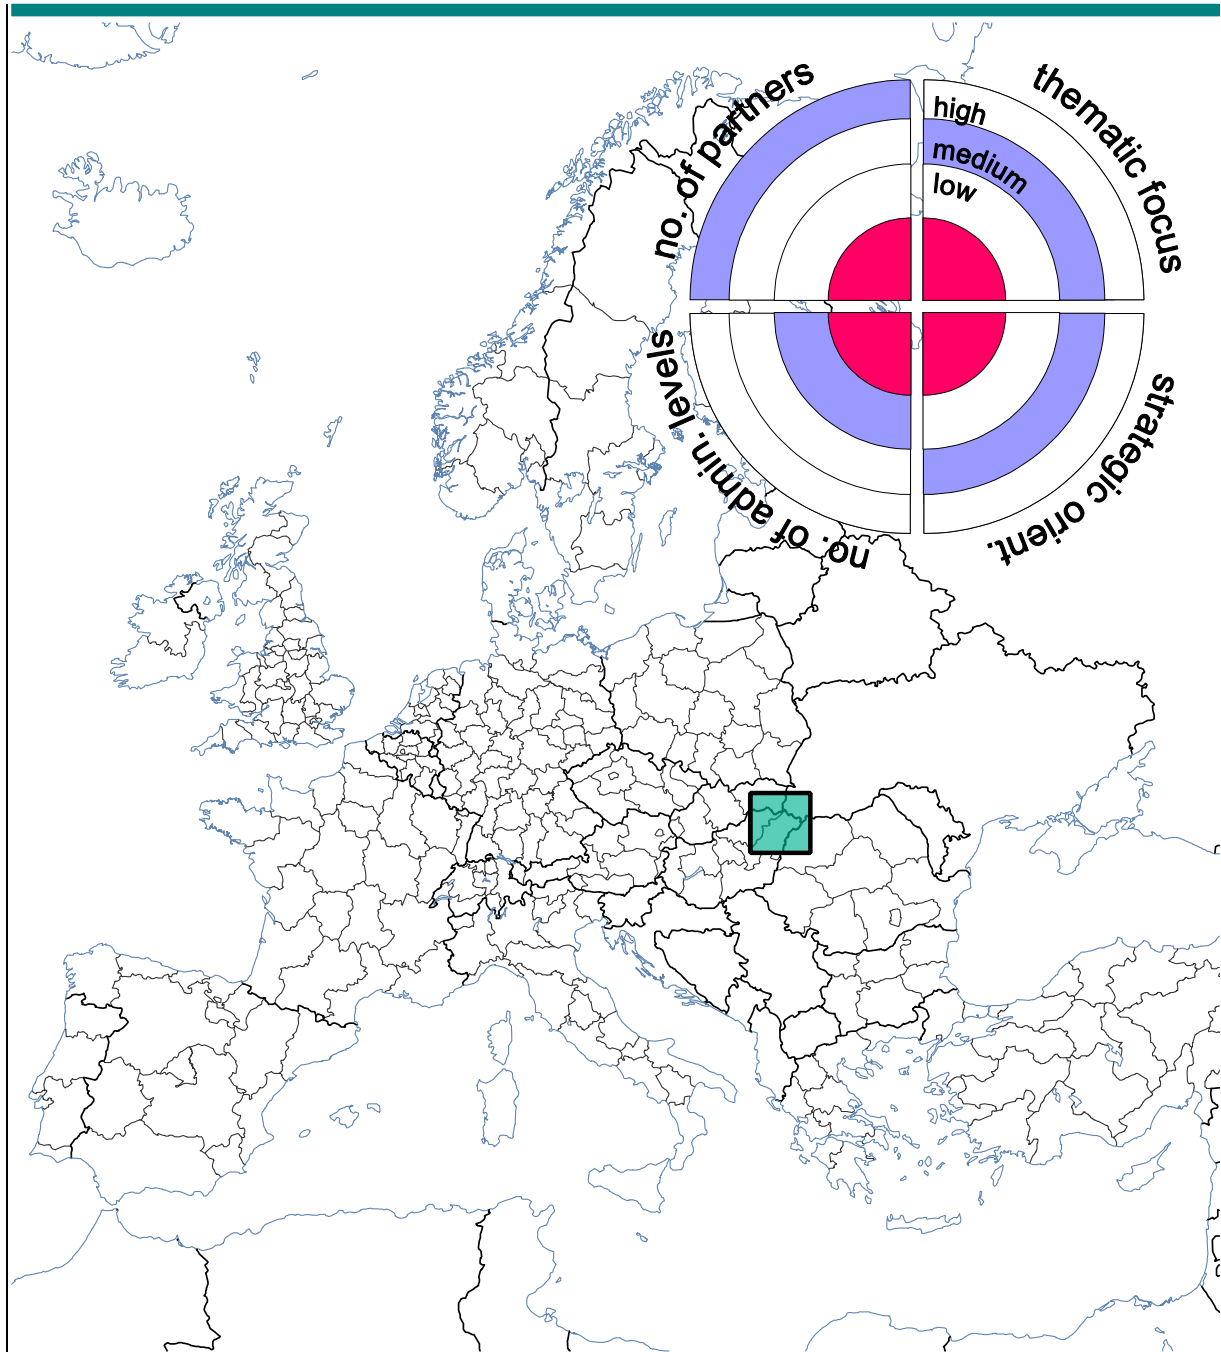 no. of partners
thematic focus
high
medium
low
no. of admin. levels
strategic orient.